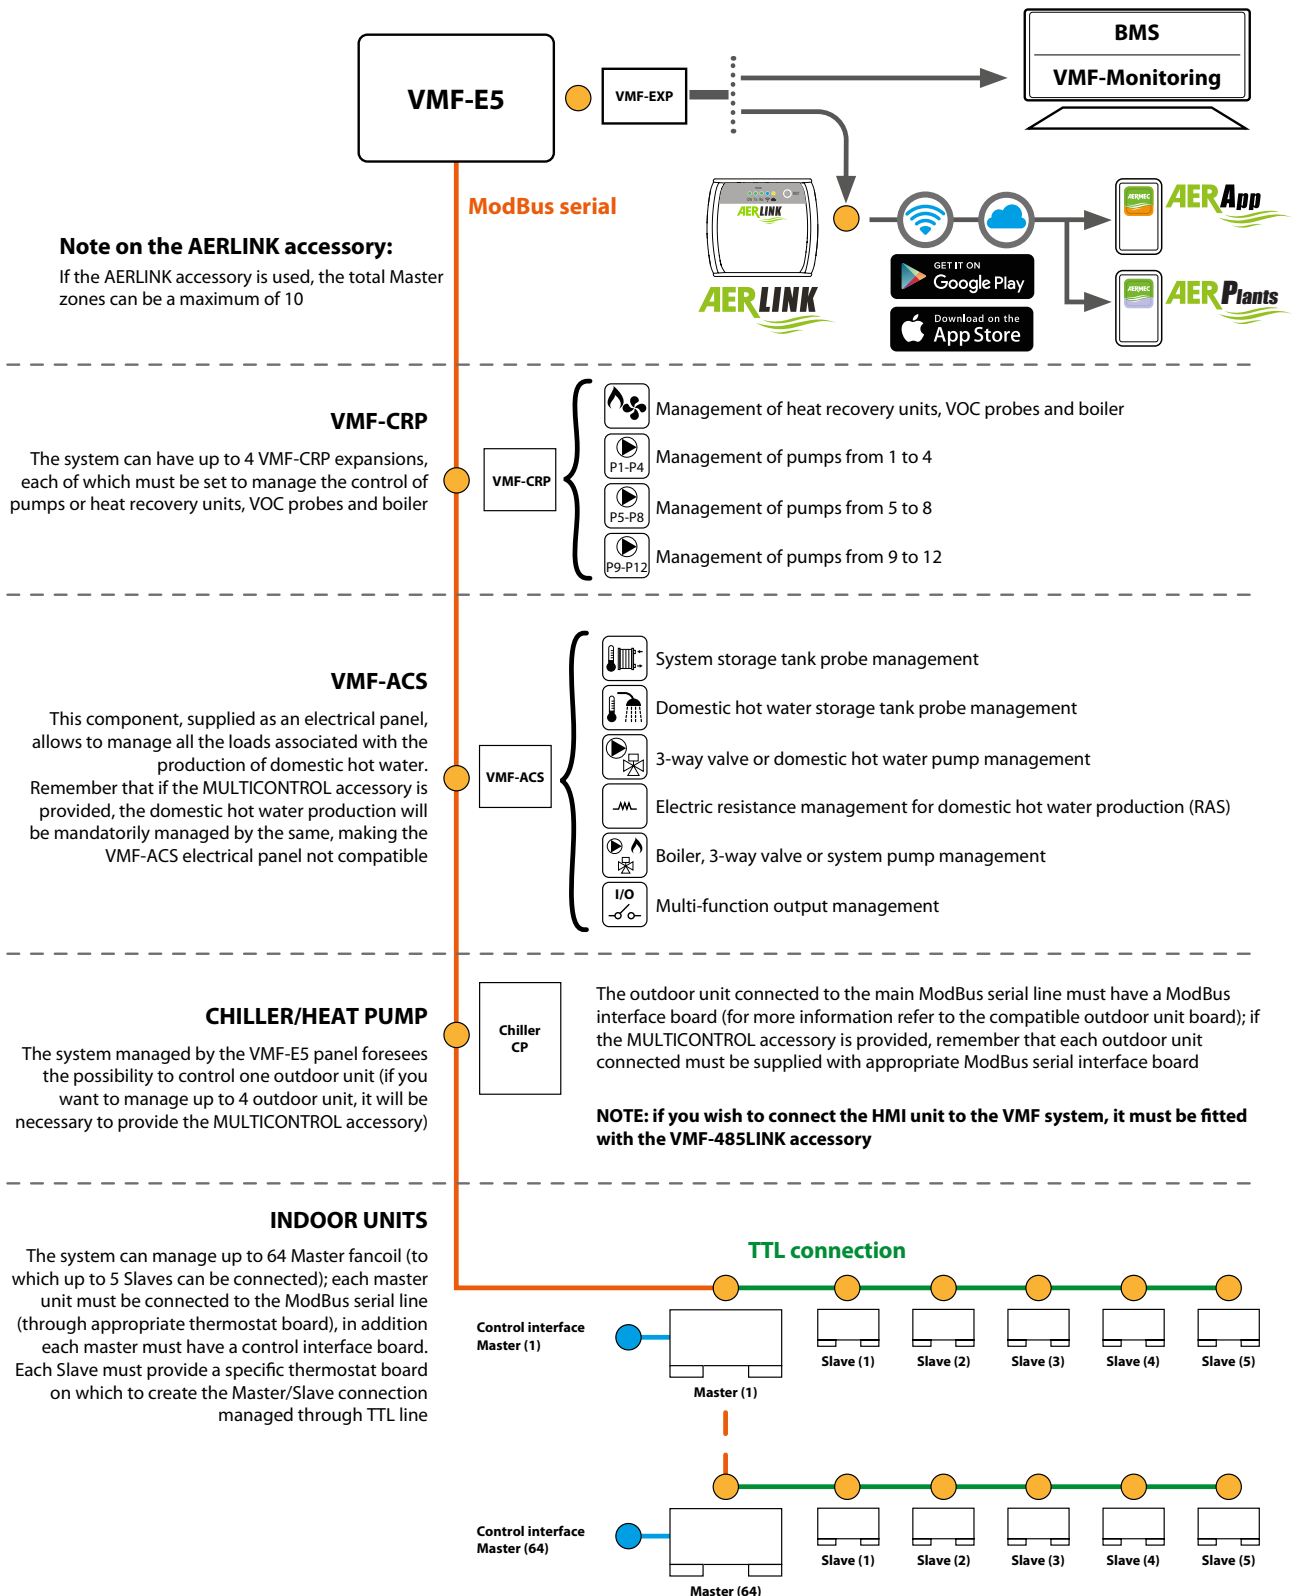 BMS
VMF-Monitoring
VMF-E5
VMF-EXP
ModBus serial
AERLINK
AERLINK
AERMEC
AERApp
GET IT ON
Google Play
Download on the
App Store
AERMEC
AERPlants
Note on the AERLINK accessory:
If the AERLINK accessory is used, the total Master
zones can be a maximum of 10
VMF-CRP
The system can have up to 4 VMF-CRP expansions,
each of which must be set to manage the control of
pumps or heat recovery units, VOC probes and boiler
VMF-CRP
Management of heat recovery units, VOC probes and boiler
P1-P4
Management of pumps from 1 to 4
P5-P8
Management of pumps from 5 to 8
P9-P12
Management of pumps from 9 to 12
VMF-ACS
This component, supplied as an electrical panel,
allows to manage all the loads associated with the
production of domestic hot water.
Remember that if the MULTICONTROL accessory is
provided, the domestic hot water production will
be mandatorily managed by the same, making the
VMF-ACS electrical panel not compatible
VMF-ACS
System storage tank probe management
Domestic hot water storage tank probe management
3-way valve or domestic hot water pump management
Electric resistance management for domestic hot water production (RAS)
Boiler, 3-way valve or system pump management
I/O
Multi-function output management
CHILLER/HEAT PUMP
The system managed by the VMF-E5 panel foresees
the possibility to control one outdoor unit (if you
want to manage up to 4 outdoor unit, it will be
necessary to provide the MULTICONTROL accessory)
Chiller
CP
The outdoor unit connected to the main ModBus serial line must have a ModBus
interface board (for more information refer to the compatible outdoor unit board); if
the MULTICONTROL accessory is provided, remember that each outdoor unit
connected must be supplied with appropriate ModBus serial interface board
NOTE: if you wish to connect the HMI unit to the VMF system, it must be fitted
with the VMF-485LINK accessory
INDOOR UNITS
The system can manage up to 64 Master fancoil (to
which up to 5 Slaves can be connected); each master
unit must be connected to the ModBus serial line
(through appropriate thermostat board), in addition
each master must have a control interface board.
Each Slave must provide a specific thermostat board
on which to create the Master/Slave connection
managed through TTL line
TTL connection
Control interface
Master (1)
Master (1)
Slave (1)
Slave (2)
Slave (3)
Slave (4)
Slave (5)
Control interface
Master (64)
Master (64)
Slave (1)
Slave (2)
Slave (3)
Slave (4)
Slave (5)